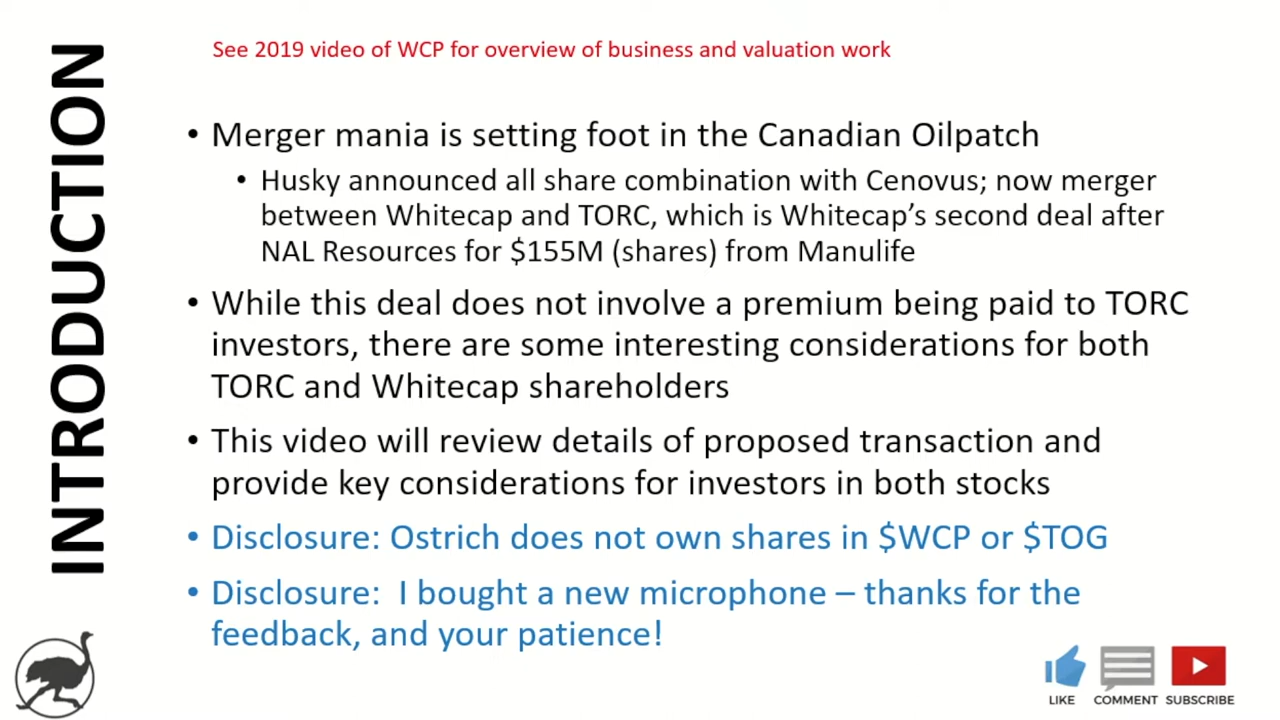 INTRODUCTION
See 2019 video of WCP for overview of business and valuation work
• Merger mania is setting foot in the Canadian Oilpatch
• Husky announced all share combination with Cenovus; now merger
between Whitecap and TORC, which is Whitecap's second deal after
NAL Resources for $155M (shares) from Manulife
• While this deal does not involve a premium being paid to TORC
investors, there are some interesting considerations for both
TORC and Whitecap shareholders
• This video will review details of proposed transaction and
provide key considerations for investors in both stocks
• Disclosure: Ostrich does not own shares in $WCP or $TOG
• Disclosure:  I bought a new microphone – thanks for the
feedback, and your patience!
LIKE COMMENT SUBSCRIBE